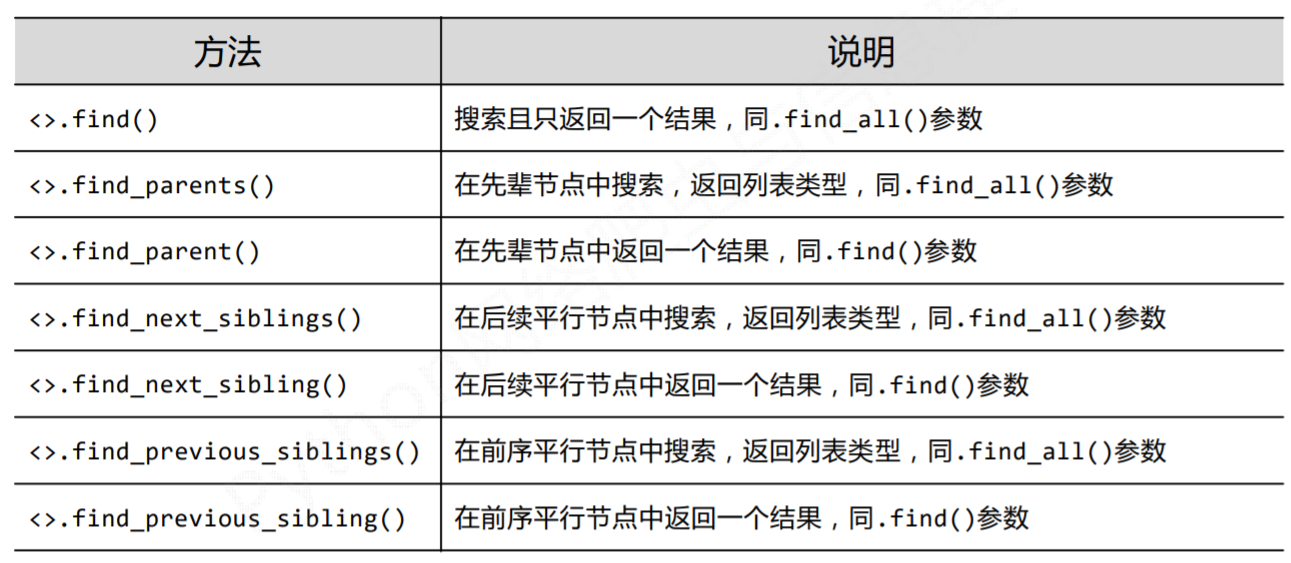 方法 说明
<>.find() 搜索且只返回一个结果，同.find_all()参数
<>.find_parents() 在先辈节点中搜索，返回列表类型，同.find_all()参数
<>.find_parent() 在先辈节点中返回一个结果，同.find()参数
<>.find_next_siblings() 在后续平行节点中搜索，返回列表类型，同.find_all()参数
<>.find_next_sibling() 在后续平行节点中返回一个结果，同.find()参数
<>.find_previous_siblings() 在前序平行节点中搜索，返回列表类型，同.find_all()参数
<>.find_previous_sibling() 在前序平行节点中返回一个结果，同.find()参数